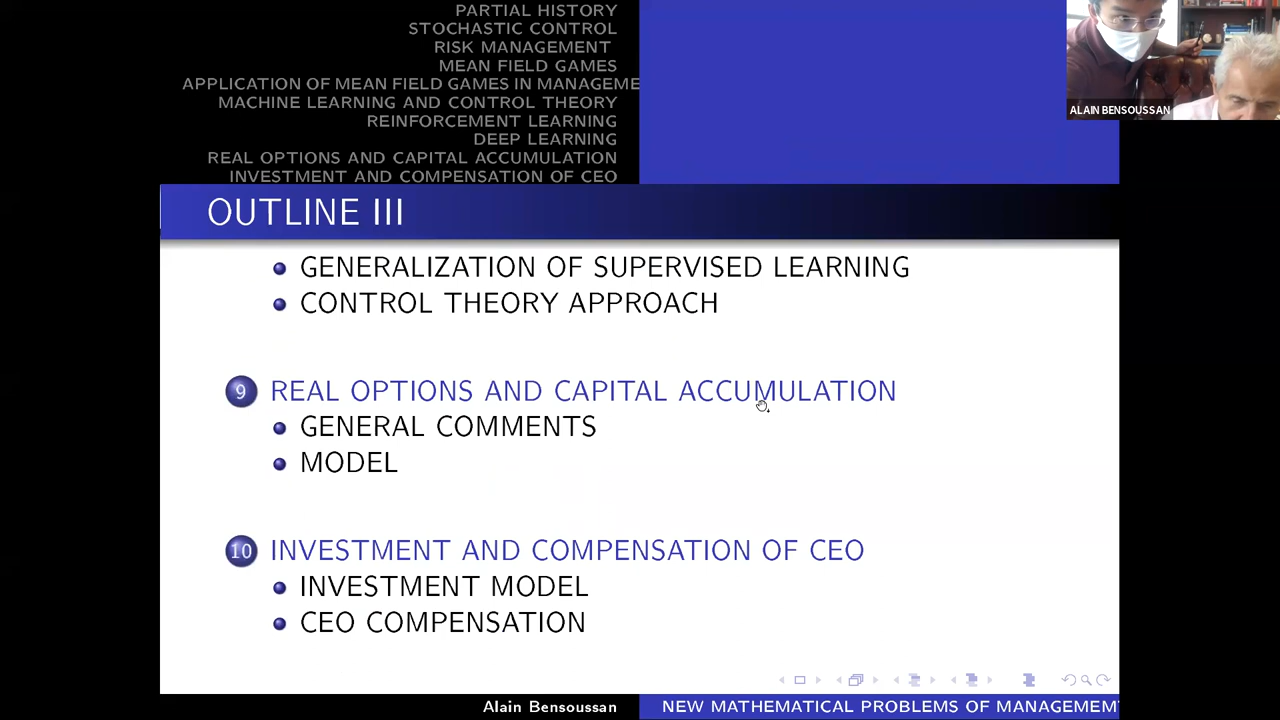 PARTIAL HISTORY
STOCHASTIC CONTROL
RISK MANAGEMENT
MEAN FIELD GAMES
APPLICATION OF MEAN FIELD GAMES IN MANAGEME
MACHINE LEARNING AND CONTROL THEORY
REINFORCEMENT LEARNING
DEEP LEARNING
REAL OPTIONS AND CAPITAL ACCUMULATION
INVESTMENT AND COMPENSATION OF CEO
ALAIN BENSOUSSAN
OUTLINE III
GENERALIZATION OF SUPERVISED LEARNING
CONTROL THEORY APPROACH
9 REAL OPTIONS AND CAPITAL ACCUMULATION
GENERAL COMMENTS
MODEL
10 INVESTMENT AND COMPENSATION OF CEO
INVESTMENT MODEL
CEO COMPENSATION
Alain Bensoussan
NEW MATHEMATICAL PROBLEMS OF MANAGEMENT